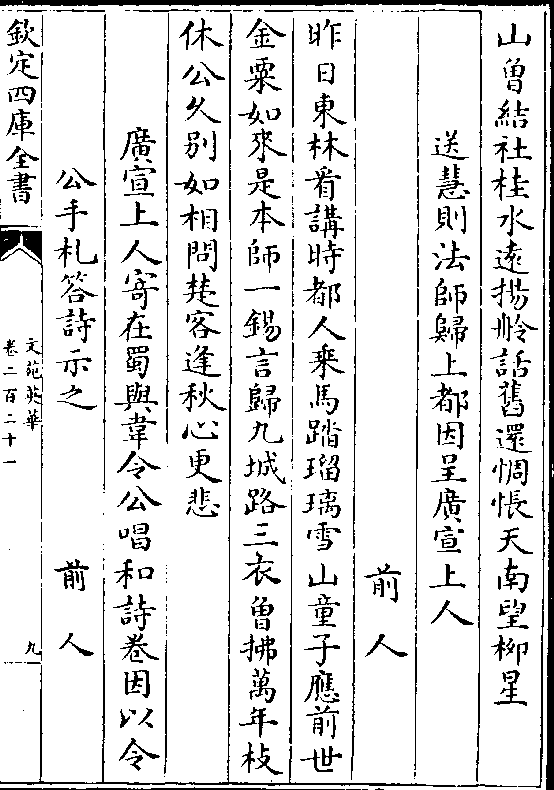 山曾結社桂水遠揚舲話舊還惆悵天南望柳星
送慧則法師歸上都因呈廣宣上人
前人
昨日東林看講時都人乘馬踏瑠璃雪山童子應前世
金粟如來是本師一錫言歸九城路三衣曾拂萬年枝
休公久別如相問楚客逢秋心更悲
廣宣上人寄在蜀與韋令公唱和詩卷因以令
公手札答詩示之　前人
欽定四庫全書
文苑英華
卷二百二十一
九